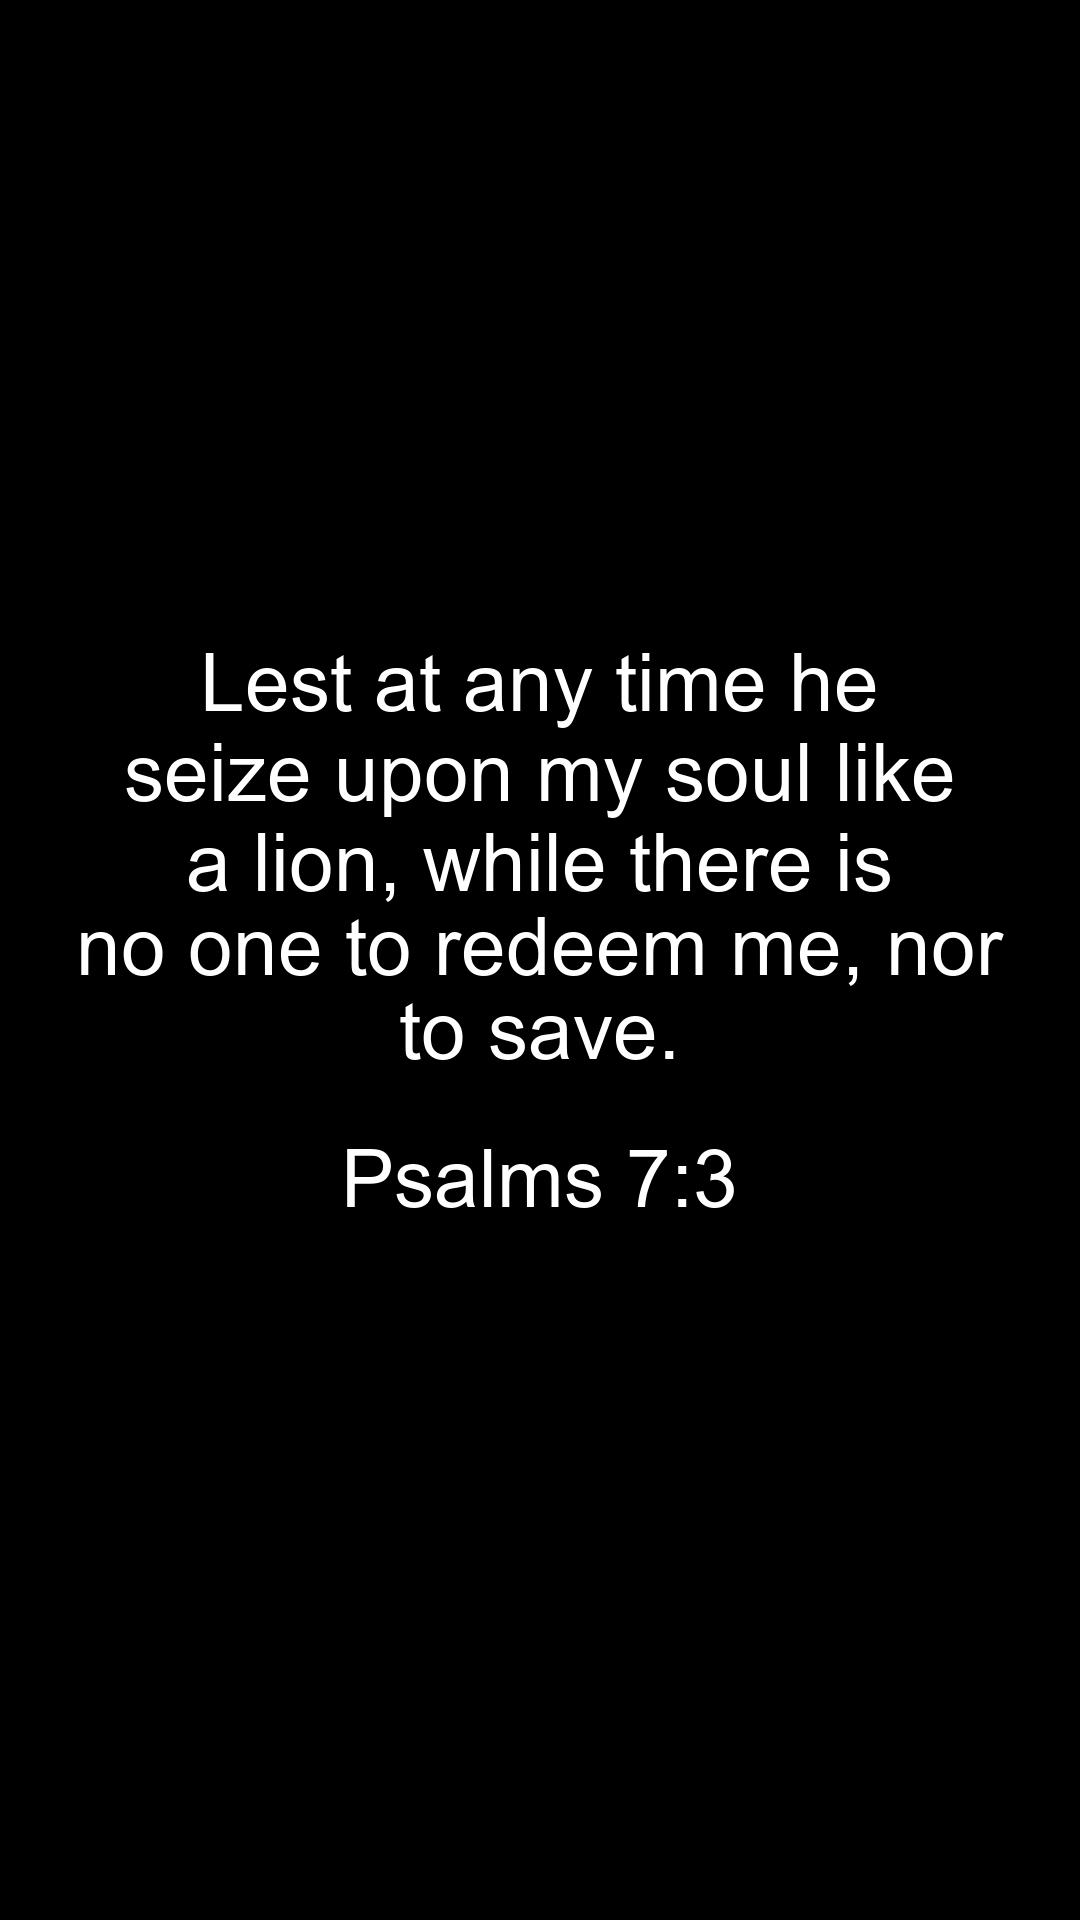 Lest at any time he
seize upon my soul like
a lion, while there is
no one to redeem me, nor
to save.
Psalms 7:3